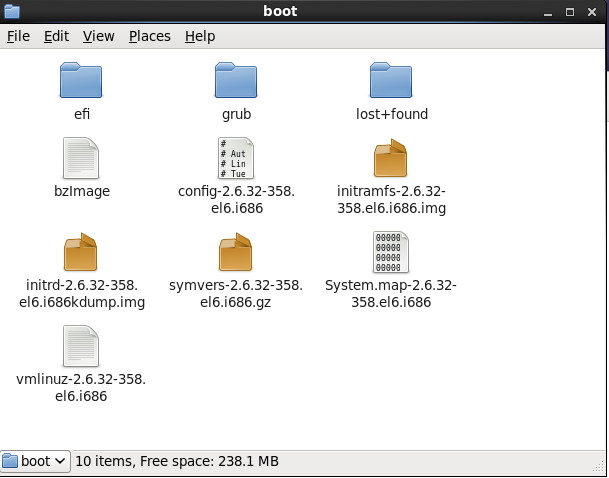 boot
File Edit View Places Help
efi
grub
lost+found
bzImage
#
# Aut
# Lin
# Tue
config-2.6.32-358.
el6.i686
initramfs-2.6.32-
358.el6.i686.img
initrd-2.6.32-358.
el6.i686kdump.img
symvers-2.6.32-358.
el6.i686.gz
00000
00000
00000
00000
System.map-2.6.32-
358.el6.i686
vmlinuz-2.6.32-358.
el6.i686
boot 10 items, Free space: 238.1 MB